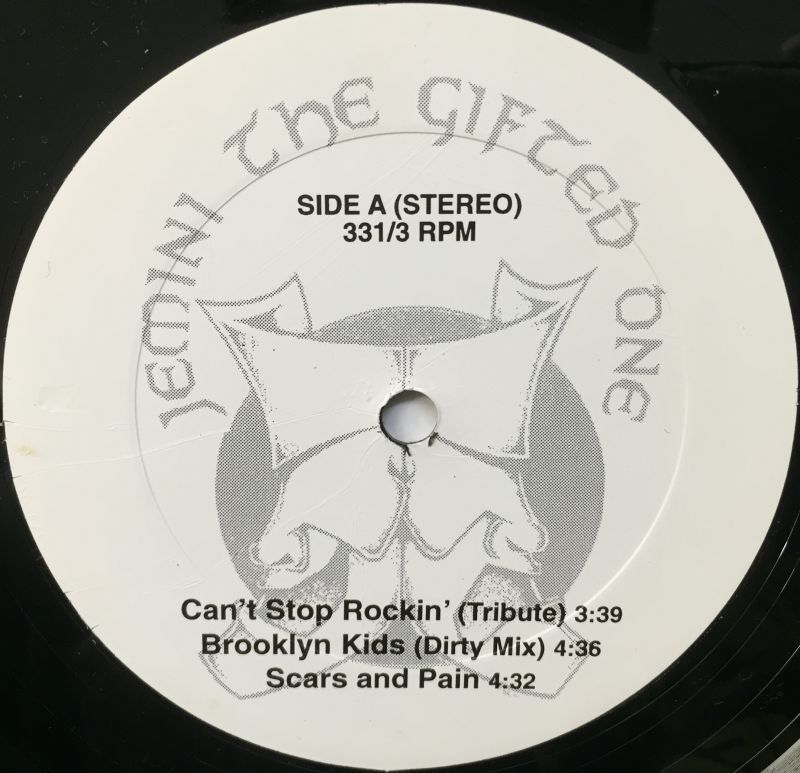 JEMINI THE GIFTED ONE
SIDE A (STEREO)
331/3 RPM
Can't Stop Rockin' (Tribute) 3:39
Brooklyn Kids (Dirty Mix) 4:36
Scars and Pain 4:32